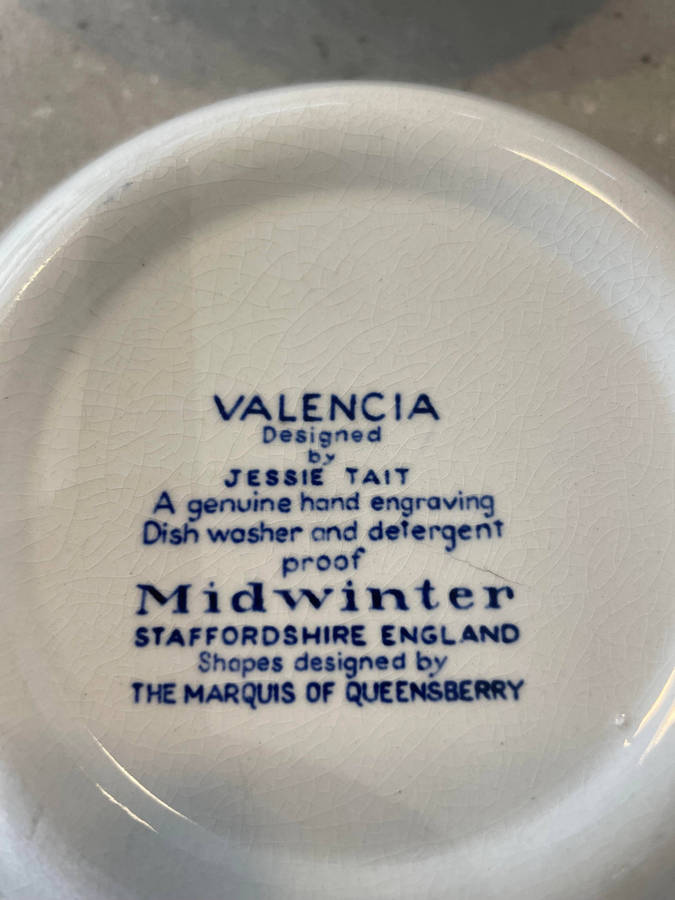 VALENCIA
Designed
by
JESSIE TAIT
A genuine hand engraving
Dish washer and detergent
proof
Midwinter
STAFFORDSHIRE ENGLAND
Shapes designed by
THE MARQUIS OF QUEENSBERRY